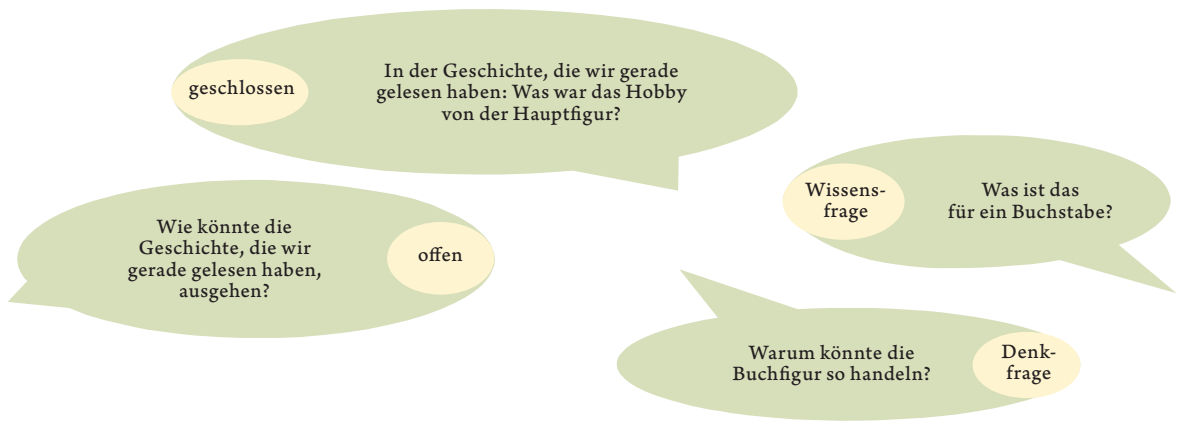 geschlossen
In der Geschichte, die wir gerade
gelesen haben: Was war das Hobby
von der Hauptfigur?
Wissens-
frage
Was ist das
für ein Buchstabe?
Wie könnte die
Geschichte, die wir
gerade gelesen haben,
ausgehen?
offen
Warum könnte die
Buchfigur so handeln?
Denk-
frage